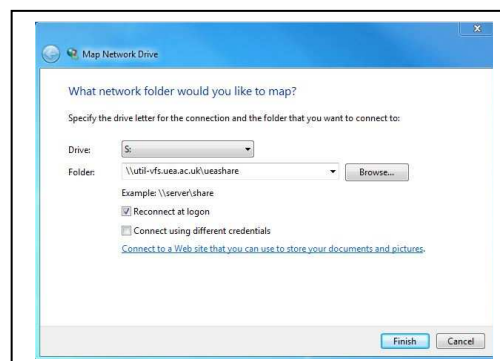 Map Network Drive
What network folder would you like to map?
Specify the drive letter for the connection and the folder that you want to connect to:
Drive: S:
Folder: \\util-vfs.uea.ac.uk\ueashare Browse...
Example: \\server\share
Reconnect at logon
Connect using different credentials
Connect to a Web site that you can use to store your documents and pictures.
Finish Cancel